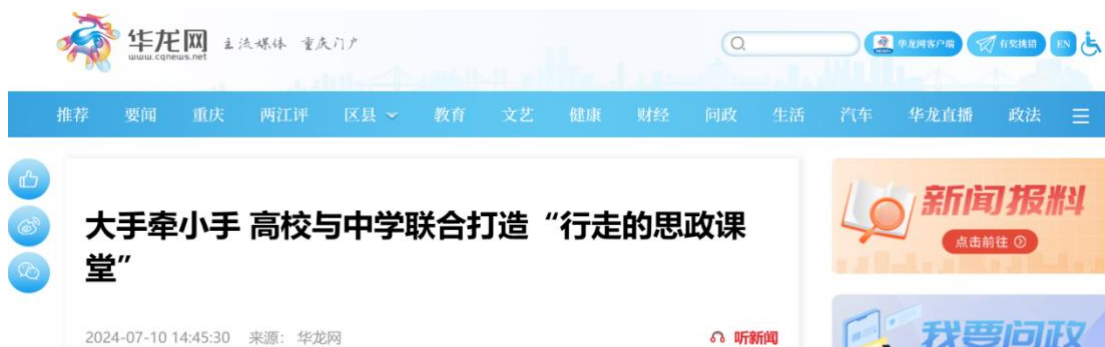 华龙网
www.cqnews.net
主流媒体 重庆门户
华龙网客户端
有奖挑错
EN
推荐 要闻 重庆 两江评 区县 教育 文艺 健康 财经 问政 生活 汽车 华龙直播 政法
大手牵小手 高校与中学联合打造“行走的思政课
堂”
2024-07-10 14:45:30 来源: 华龙网
听新闻
新闻报料
点击前往
我要问政